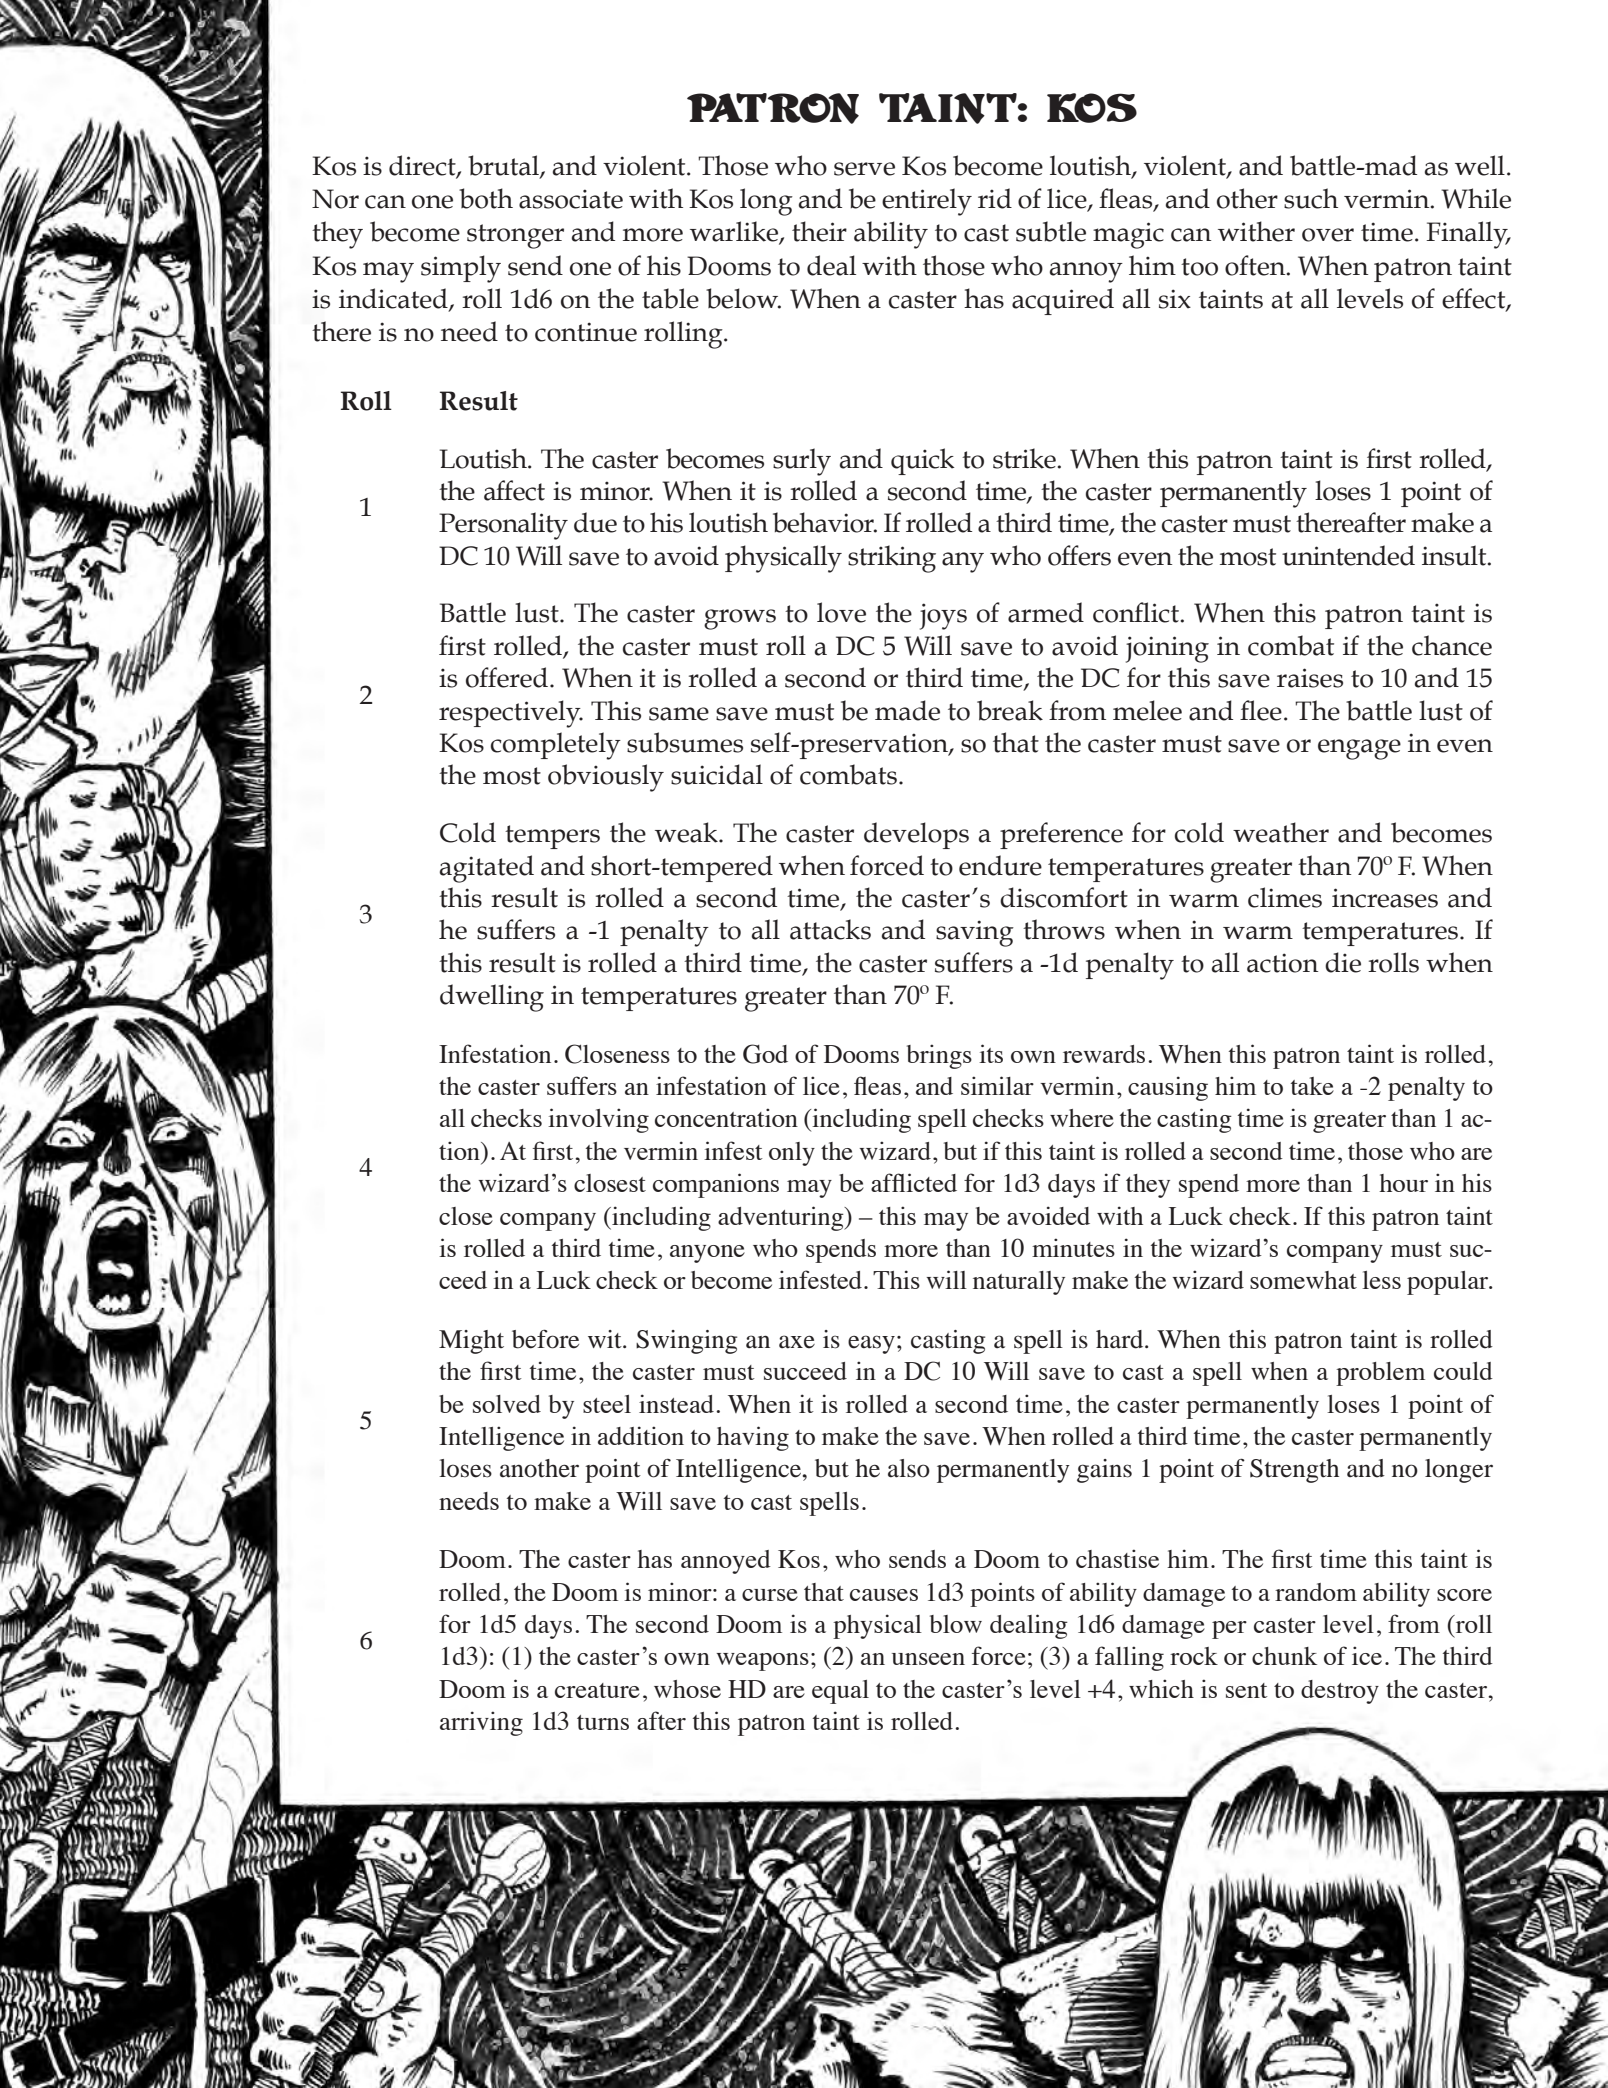 PATRON TAINT: KOS
Kos is direct, brutal, and violent. Those who serve Kos become loutish, violent, and battle-mad as well.
Nor can one both associate with Kos long and be entirely rid of lice, fleas, and other such vermin. While
they become stronger and more warlike, their ability to cast subtle magic can wither over time. Finally,
Kos may simply send one of his Dooms to deal with those who annoy him too often. When patron taint
is indicated, roll 1d6 on the table below. When a caster has acquired all six taints at all levels of effect,
there is no need to continue rolling.
Roll Result
Loutish. The caster becomes surly and quick to strike. When this patron taint is first rolled,
the affect is minor. When it is rolled a second time, the caster permanently loses 1 point of
1
Personality due to his loutish behavior. If rolled a third time, the caster must thereafter make a
DC 10 Will save to avoid physically striking any who offers even the most unintended insult.
Battle lust. The caster grows to love the joys of armed conflict. When this patron taint is
first rolled, the caster must roll a DC 5 Will save to avoid joining in combat if the chance
is offered. When it is rolled a second or third time, the DC for this save raises to 10 and 15
2
respectively. This same save must be made to break from melee and flee. The battle lust of
Kos completely subsumes self-preservation, so that the caster must save or engage in even
the most obviously suicidal of combats.
Cold tempers the weak. The caster develops a preference for cold weather and becomes
agitated and short-tempered when forced to endure temperatures greater than 70º F. When
this result is rolled a second time, the caster's discomfort in warm climes increases and
3
he suffers a -1 penalty to all attacks and saving throws when in warm temperatures. If
this result is rolled a third time, the caster suffers a -1d penalty to all action die rolls when
dwelling in temperatures greater than 70º F.
Infestation. Closeness to the God of Dooms brings its own rewards. When this patron taint is rolled,
the caster suffers an infestation of lice, fleas, and similar vermin, causing him to take a -2 penalty to
all checks involving concentration (including spell checks where the casting time is greater than 1 ac-
tion). At first, the vermin infest only the wizard, but if this taint is rolled a second time, those who are
4
the wizard's closest companions may be afflicted for 1d3 days if they spend more than 1 hour in his
close company (including adventuring) – this may be avoided with a Luck check. If this patron taint
is rolled a third time, anyone who spends more than 10 minutes in the wizard's company must suc-
ceed in a Luck check or become infested. This will naturally make the wizard somewhat less popular.
Might before wit. Swinging an axe is easy; casting a spell is hard. When this patron taint is rolled
the first time, the caster must succeed in a DC 10 Will save to cast a spell when a problem could
be solved by steel instead. When it is rolled a second time, the caster permanently loses 1 point of
5
Intelligence in addition to having to make the save. When rolled a third time, the caster permanently
loses another point of Intelligence, but he also permanently gains 1 point of Strength and no longer
needs to make a Will save to cast spells.
Doom. The caster has annoyed Kos, who sends a Doom to chastise him. The first time this taint is
rolled, the Doom is minor: a curse that causes 1d3 points of ability damage to a random ability score
for 1d5 days. The second Doom is a physical blow dealing 1d6 damage per caster level, from (roll
6
1d3): (1) the caster's own weapons; (2) an unseen force; (3) a falling rock or chunk of ice. The third
Doom is a creature, whose HD are equal to the caster's level +4, which is sent to destroy the caster,
arriving 1d3 turns after this patron taint is rolled.